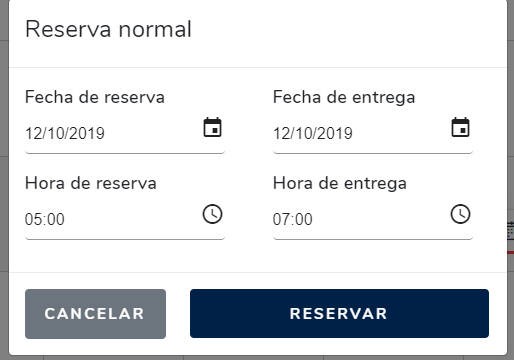 Reserva normal
Fecha de reserva Fecha de entrega
12/10/2019 12/10/2019
Hora de reserva Hora de entrega
05:00 07:00
CANCELAR RESERVAR